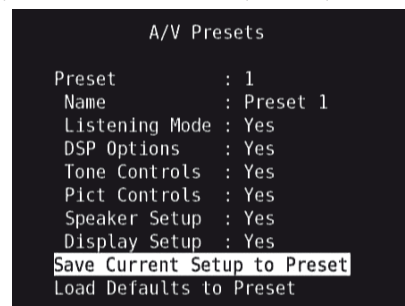 A/V Presets
Preset : 1
Name : Preset 1
Listening Mode : Yes
DSP Options : Yes
Tone Controls : Yes
Pict Controls : Yes
Speaker Setup : Yes
Display Setup : Yes
Save Current Setup to Preset
Load Defaults to Preset